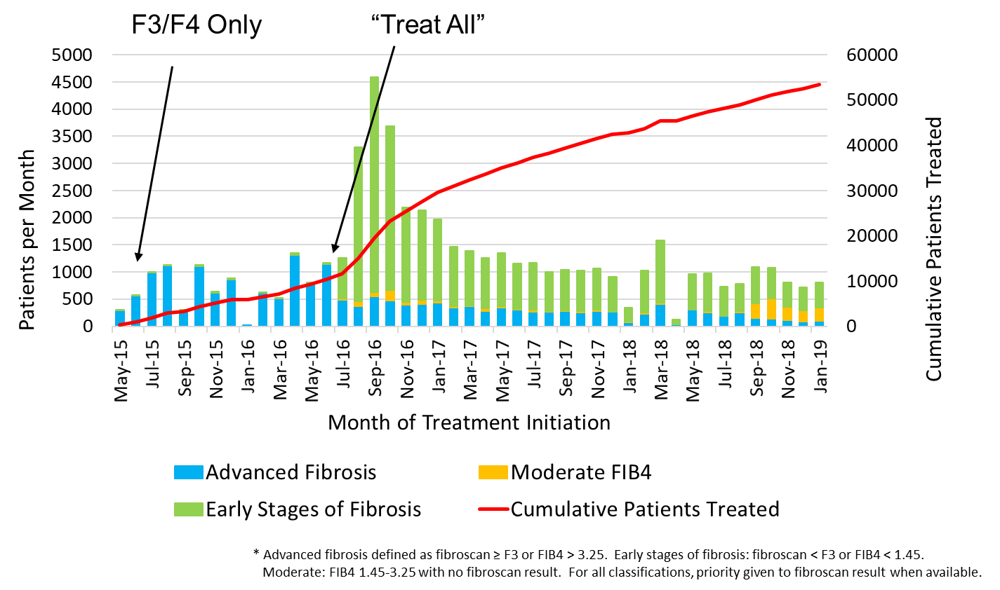 F3/F4 Only
“Treat All”
5000
4500
4000
3500
3000
2500
2000
1500
1000
500
0
60000
50000
40000
30000
20000
10000
0
Patients per Month
Cumulative Patients Treated
May-15
Jul-15
Sep-15
Nov-15
Jan-16
Mar-16
May-16
Jul-16
Sep-16
Nov-16
Jan-17
Mar-17
May-17
Jul-17
Sep-17
Nov-17
Jan-18
Mar-18
May-18
Jul-18
Sep-18
Nov-18
Jan-19
Month of Treatment Initiation
Advanced Fibrosis
Moderate FIB4
Early Stages of Fibrosis
Cumulative Patients Treated
* Advanced fibrosis defined as fibroscan ≥ F3 or FIB4 > 3.25. Early stages of fibrosis: fibroscan < F3 or FIB4 < 1.45.
Moderate: FIB4 1.45-3.25 with no fibroscan result. For all classifications, priority given to fibroscan result when available.